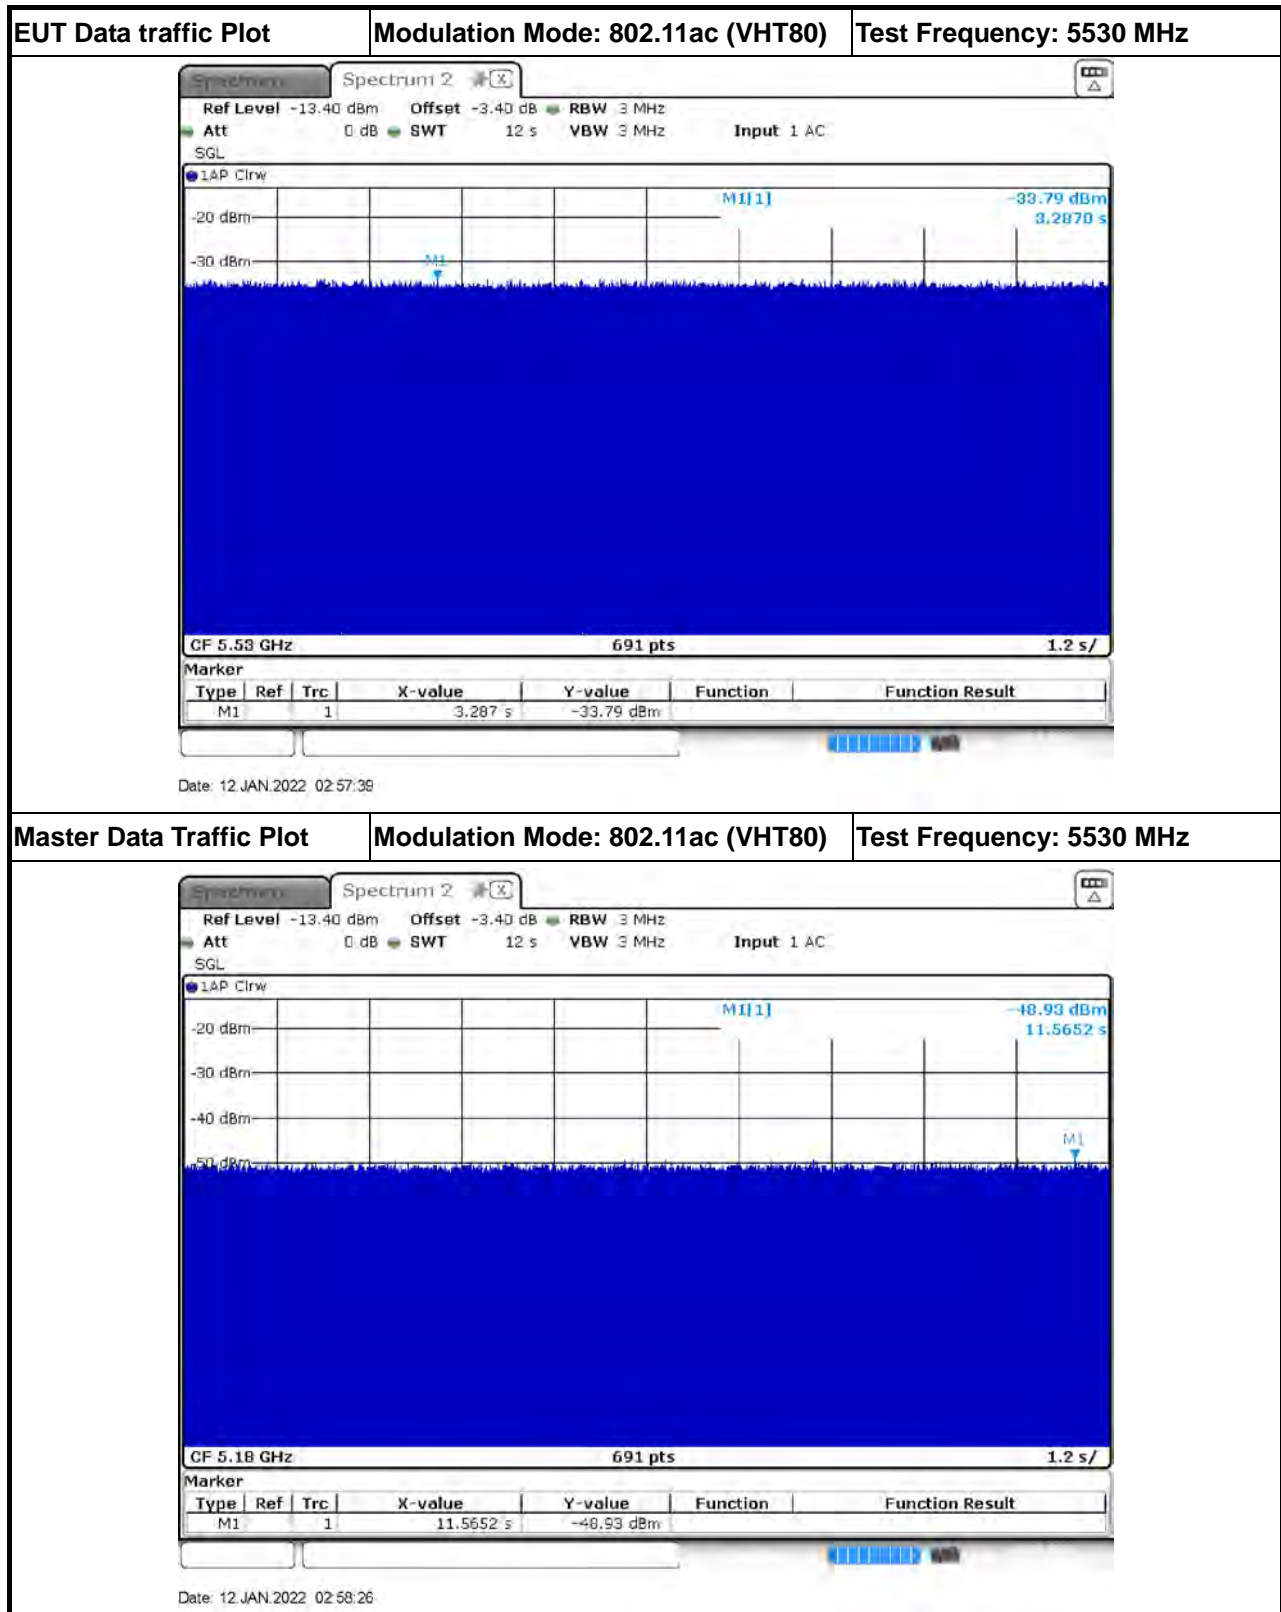 EUT Data traffic Plot Modulation Mode: 802.11ac (VHT80) Test Frequency: 5530 MHz
Spectrum Spectrum 2 X
Ref Level -13.40 dBm Offset -3.40 dB RBW 3 MHz
Att 0 dB SWT 12 s VBW 3 MHz Input 1 AC
SGL
1AP Clrw
M1[1] -33.79 dBm
-20 dBm 3.2870 s
-30 dBm M1
CF 5.53 GHz 691 pts 1.2 s/
Marker
Type Ref Trc X-value Y-value Function Function Result
M1 1 3.287 s -33.79 dBm
Date: 12.JAN.2022 02:57:39
Master Data Traffic Plot Modulation Mode: 802.11ac (VHT80) Test Frequency: 5530 MHz
Spectrum Spectrum 2 X
Ref Level -13.40 dBm Offset -3.40 dB RBW 3 MHz
Att 0 dB SWT 12 s VBW 3 MHz Input 1 AC
SGL
1AP Clrw
M1[1] -48.93 dBm
-20 dBm 11.5652 s
-30 dBm
-40 dBm
M1
-50 dBm
CF 5.18 GHz 691 pts 1.2 s/
Marker
Type Ref Trc X-value Y-value Function Function Result
M1 1 11.5652 s -48.93 dBm
Date: 12.JAN.2022 02:58:26